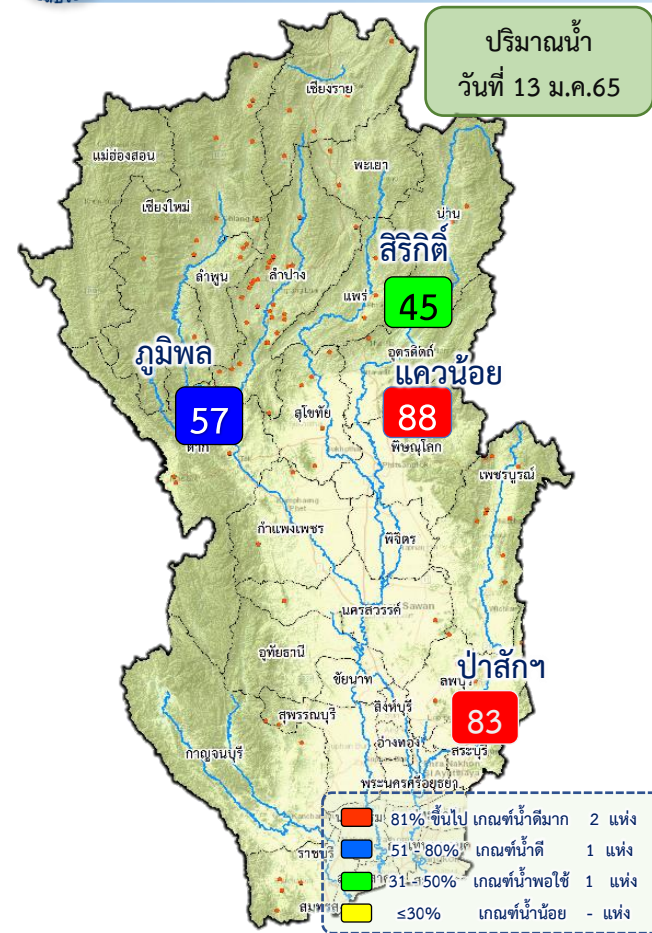 ปริมาณน้ำ
วันที่ 13 ม.ค.65
เชียงราย
แม่ฮ่องสอน
พะเยา
เชียงใหม่
น่าน
สิริกิติ์
ลำพูน
ลำปาง
แพร่
45
ภูมิพล
อุตรดิตถ์
แควน้อย
57
88
สุโขทัย
ตาก
พิษณุโลก
เพชรบูรณ์
กำแพงเพชร
พิจิตร
นครสวรรค์
Sawan
อุทัยธานี
ป่าสักฯ
ชัยนาท
ลพบุรี
สิงห์บุรี
สุพรรณบุรี
83
อ่างทอง
สระบุรี
กาญจนบุรี
พระนครศรีอยุธยา
81% ขึ้นไป เกณฑ์น้ำดีมาก 2 แห่ง
51 - 80% เกณฑ์น้ำดี 1 แห่ง
ราชบุรี
31 - 50% เกณฑ์น้ำพอใช้ 1 แห่ง
≤30% เกณฑ์น้ำน้อย - แห่ง